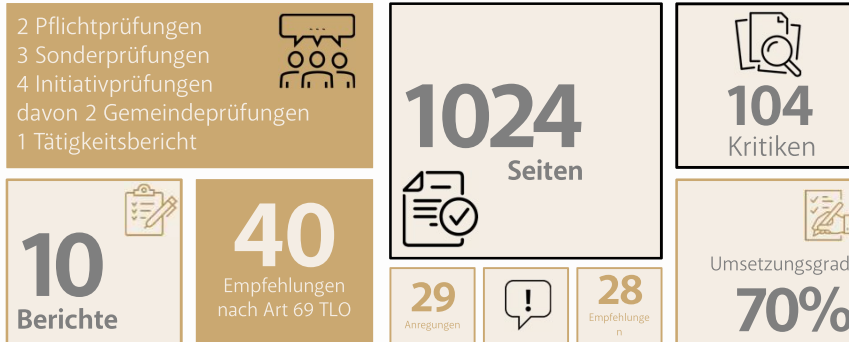 2 Pflichtprüfungen
3 Sonderprüfungen
4 Initiativprüfungen
davon 2 Gemeindeprüfungen
1 Tätigkeitsbericht
...
1024
Seiten
104
Kritiken
10
Berichte
40
Empfehlungen
nach Art 69 TLO
29
Anregungen
!
28
Empfehlunge
n
Umsetzungsgrad
70%